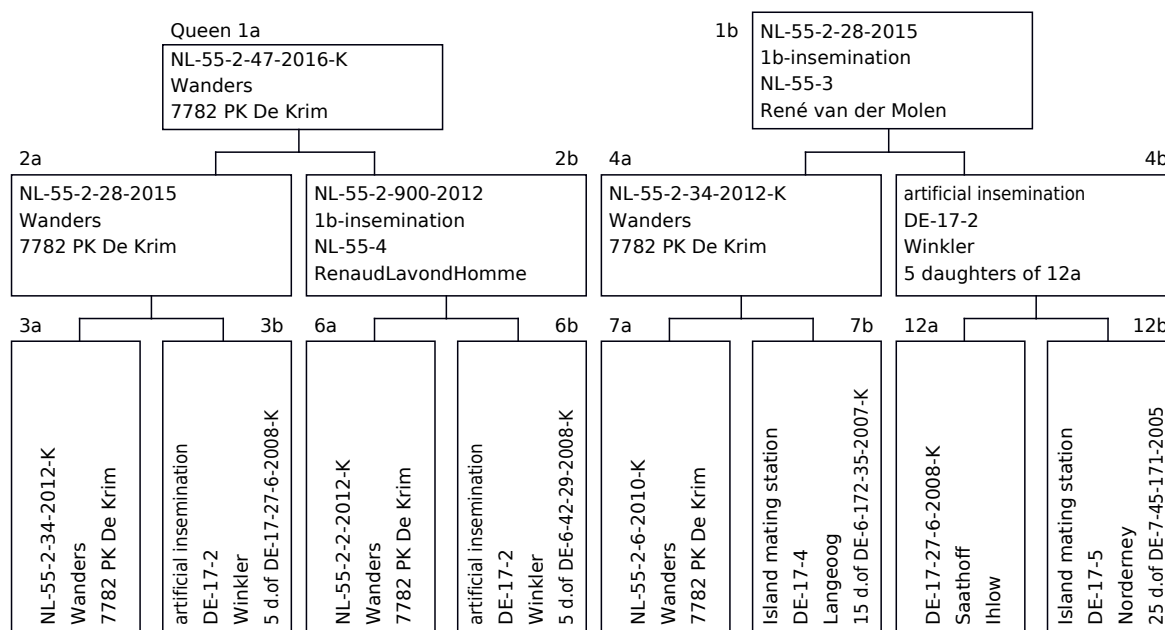 Queen 1a
NL-55-2-47-2016-K
Wanders
7782 PK De Krim
1b
NL-55-2-28-2015
1b-insemination
NL-55-3
René van der Molen
2a
NL-55-2-28-2015
Wanders
7782 PK De Krim
2b
NL-55-2-900-2012
1b-insemination
NL-55-4
RenaudLavondHomme
4a
NL-55-2-34-2012-K
Wanders
7782 PK De Krim
4b
artificial insemination
DE-17-2
Winkler
5 daughters of 12a
3a
NL-55-2-34-2012-K
Wanders
7782 PK De Krim
3b
artificial insemination
DE-17-2
Winkler
5 d.of DE-17-27-6-2008-K
6a
NL-55-2-2-2012-K
Wanders
7782 PK De Krim
6b
artificial insemination
DE-17-2
Winkler
5 d.of DE-6-42-29-2008-K
7a
NL-55-2-6-2010-K
Wanders
7782 PK De Krim
7b
Island mating station
DE-17-4
Langeoog
15 d.of DE-6-172-35-2007-K
12a
DE-17-27-6-2008-K
Saathoff
Ihlow
12b
Island mating station
DE-17-5
Norderney
25 d.of DE-7-45-171-2005